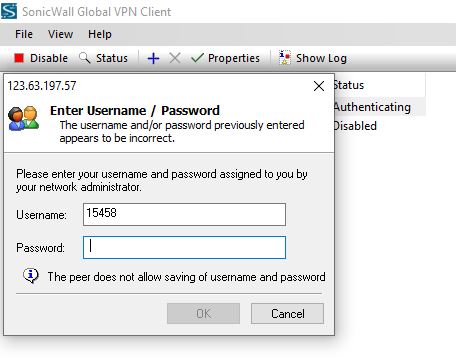 SonicWall Global VPN Client
File View Help
Disable Status Properties Show Log
123.63.197.57
Status
Enter Username / Password
Authenticating
The username and/or password previously entered
Disabled
appears to be incorrect.
Please enter your username and password assigned to you by
your network administrator.
Username: 15458
Password:
The peer does not allow saving of username and password
OK Cancel